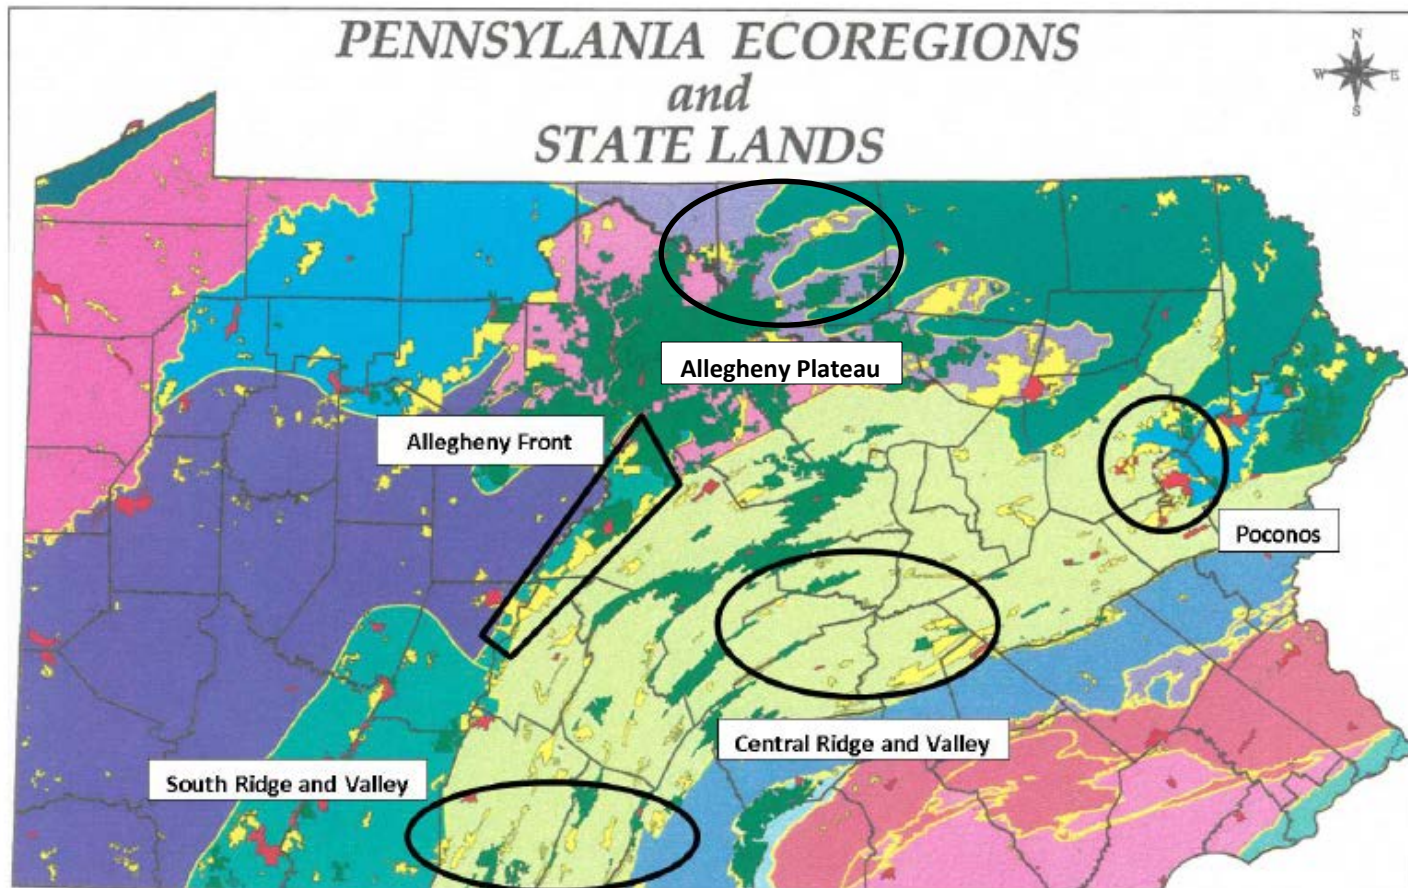 PENNSYLANIA ECOREGIONS
and
STATE LANDS
N
W E
S
Allegheny Plateau
Allegheny Front
Poconos
Central Ridge and Valley
South Ridge and Valley